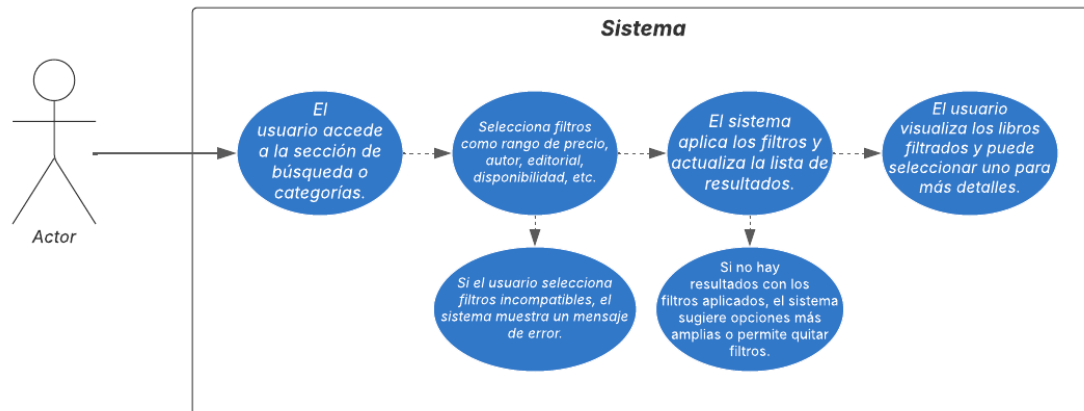 Sistema
El
usuario accede
a la sección de
búsqueda o
categorías.
Selecciona filtros
como rango de precio,
autor, editorial,
disponibilidad, etc.
El sistema
aplica los filtros y
actualiza la lista de
resultados.
El usuario
visualiza los libros
filtrados y puede
seleccionar uno para
más detalles.
Actor
Si el usuario selecciona
filtros incompatibles, el
sistema muestra un mensaje
de error.
Si no hay
resultados con los
filtros aplicados, el sistema
sugiere opciones más
amplias o permite quitar
filtros.